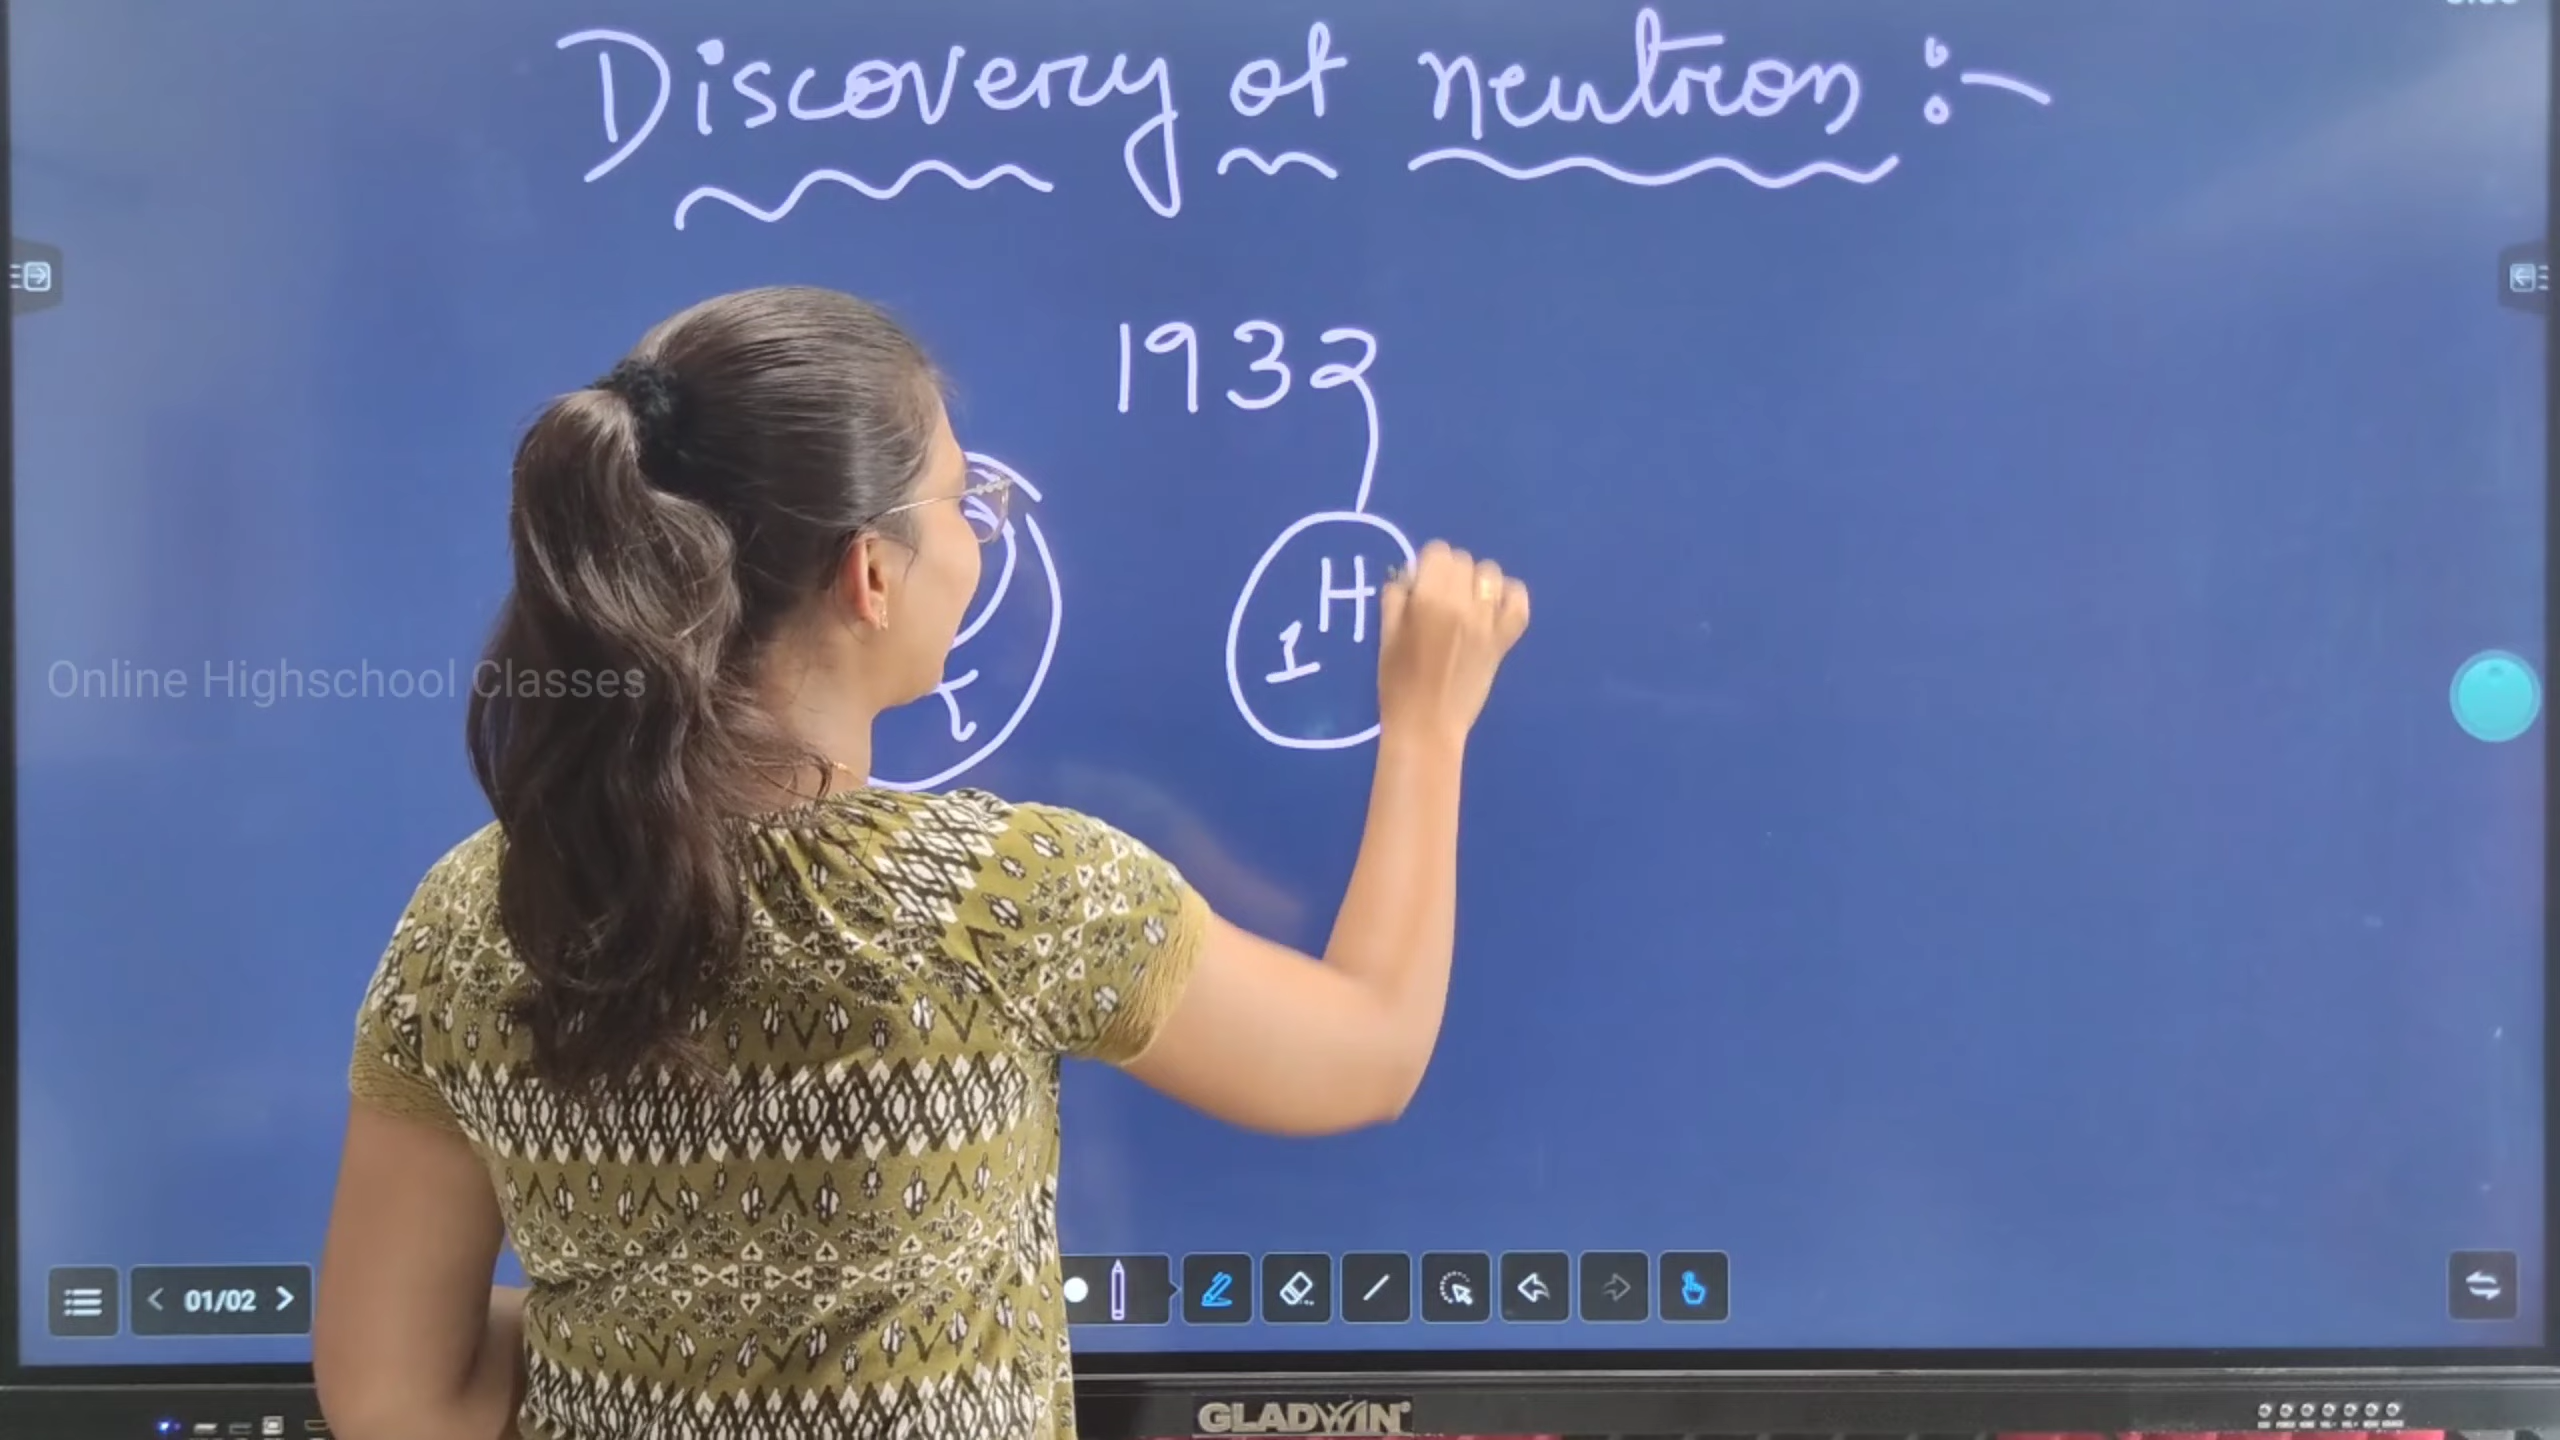 Discovery of neutron :-
1932
1H
Online Highschool Classes
01/02
GLADWIN